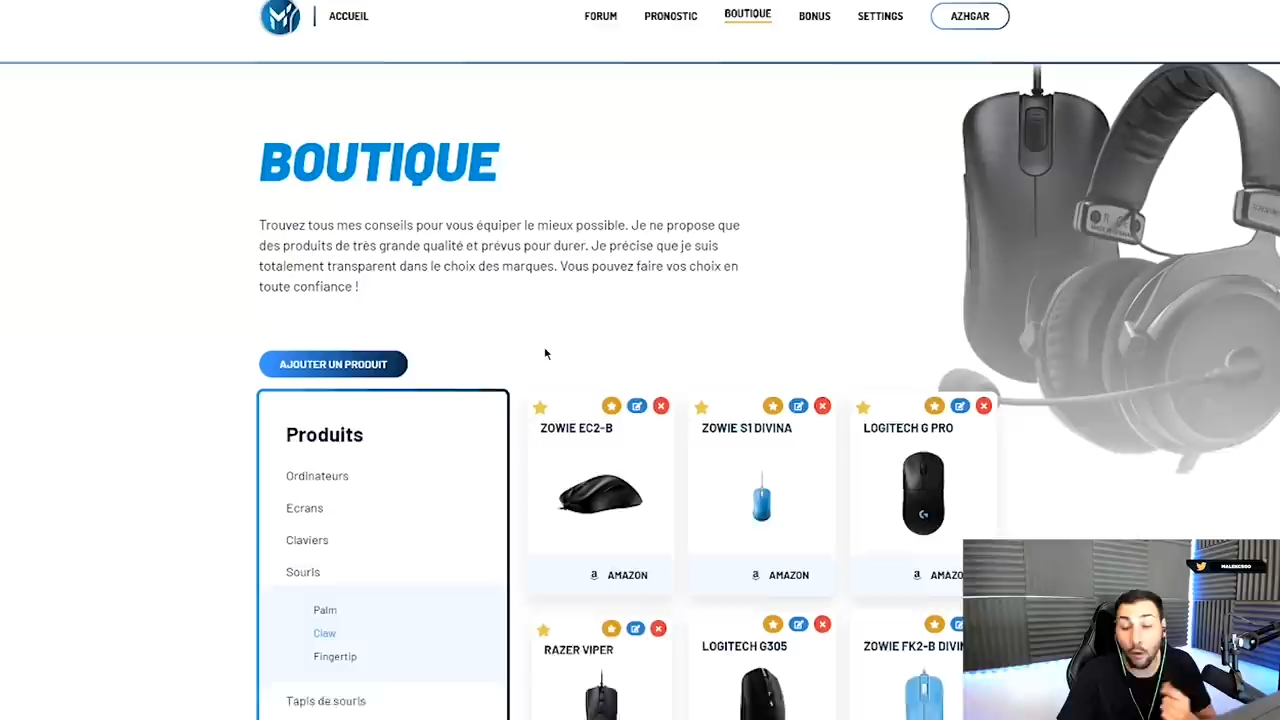 ACCUEIL
FORUM
PRONOSTIC
BOUTIQUE
BONUS
SETTINGS
AZHGAR
BOUTIQUE
Trouvez tous mes conseils pour vous équiper le mieux possible. Je ne propose que
des produits de très grande qualité et prévus pour durer. Je précise que je suis
totalement transparent dans le choix des marques. Vous pouvez faire vos choix en
toute confiance !
AJOUTER UN PRODUIT
Produits
Ordinateurs
Ecrans
Claviers
Souris
Palm
Claw
Fingertip
Tapis de souris
ZOWIE EC2-B
AMAZON
ZOWIE S1 DIVINA
AMAZON
LOGITECH G PRO
AMAZO
RAZER VIPER
LOGITECH G305
ZOWIE FK2-B DIVIN